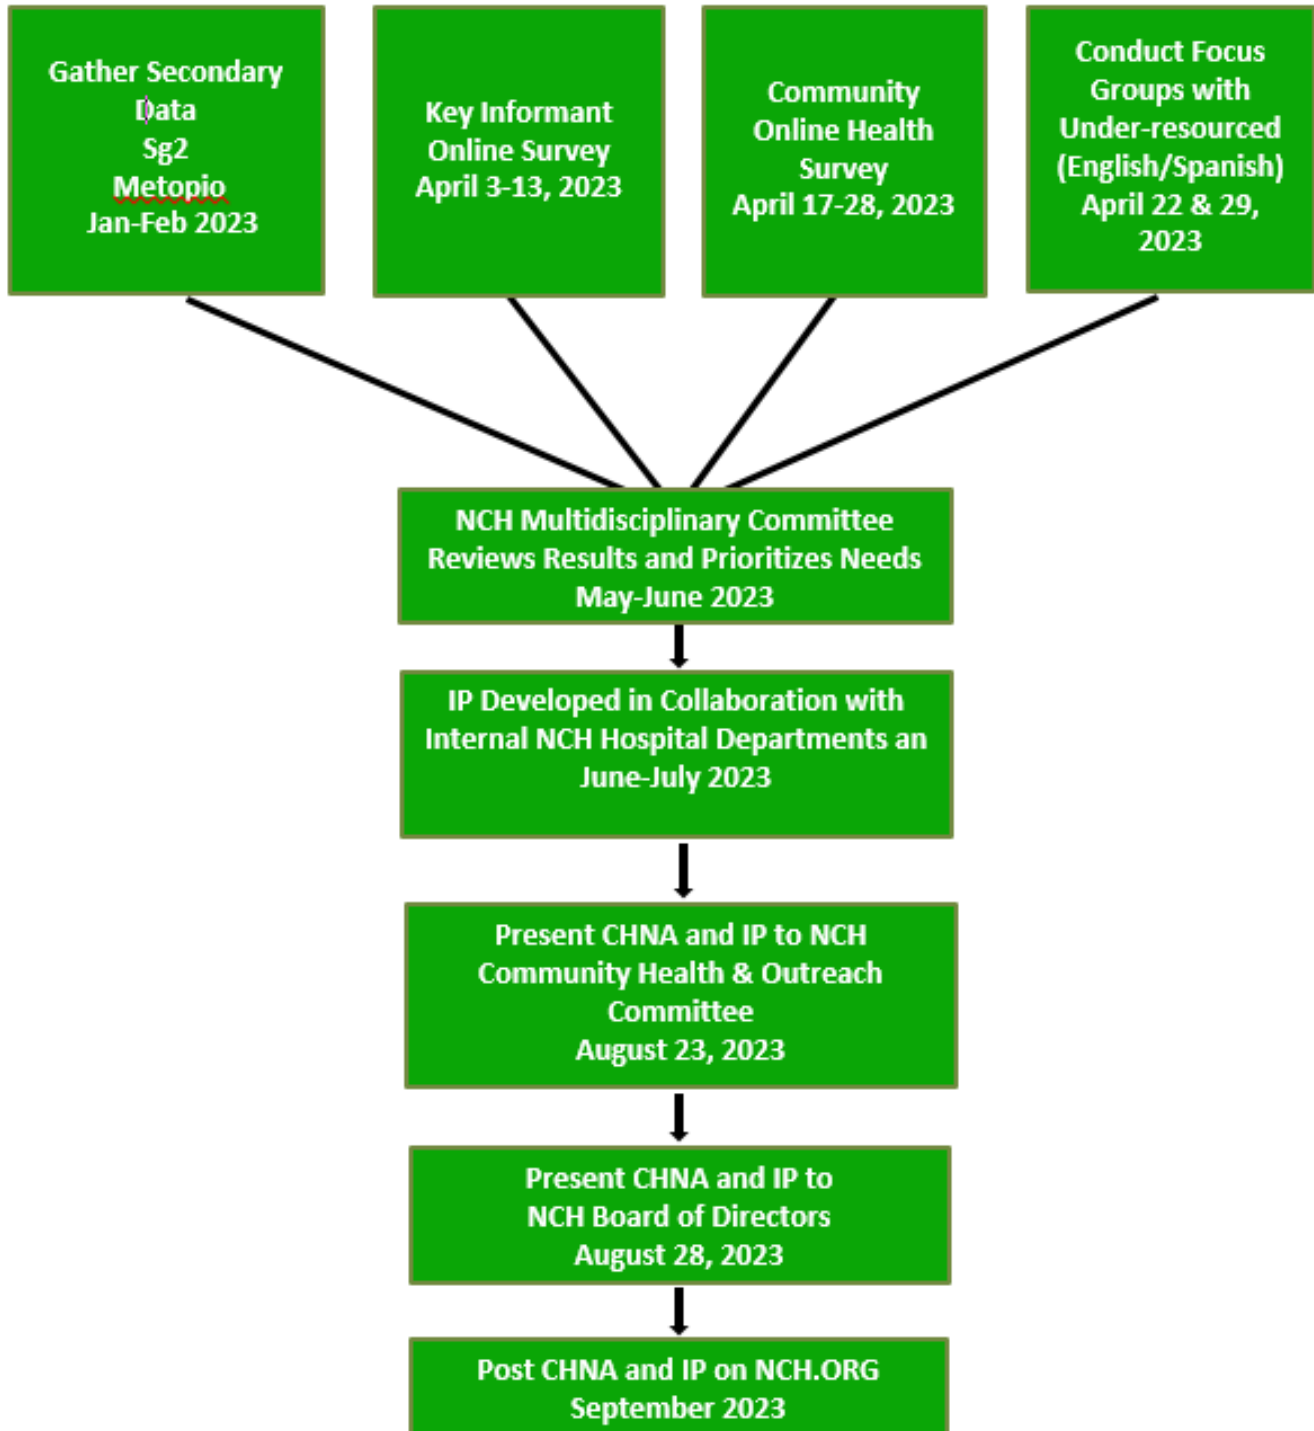 Gather Secondary
Data
Sg2
Metopio
Jan-Feb 2023
Key Informant
Online Survey
April 3-13, 2023
Community
Online Health
Survey
April 17-28, 2023
Conduct Focus
Groups with
Under-resourced
(English/Spanish)
April 22 & 29,
2023
NCH Multidisciplinary Committee
Reviews Results and Prioritizes Needs
May-June 2023
IP Developed in Collaboration with
Internal NCH Hospital Departments an
June-July 2023
Present CHNA and IP to NCH
Community Health & Outreach
Committee
August 23, 2023
Present CHNA and IP to
NCH Board of Directors
August 28, 2023
Post CHNA and IP on NCH.ORG
September 2023